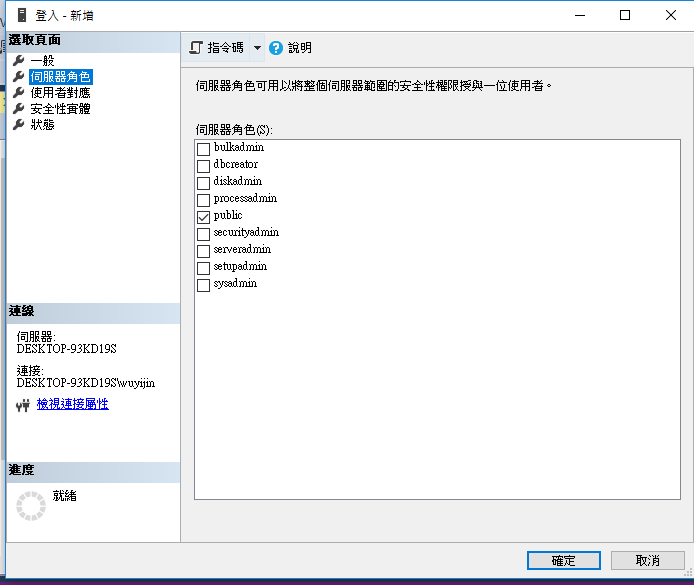 登入 - 新增
選取頁面
一般
伺服器角色
使用者對應
安全性實體
狀態
指令碼
說明
伺服器角色可用以將整個伺服器範圍的安全性權限授與一位使用者。
伺服器角色(S):
bulkadmin
dbcreator
diskadmin
processadmin
public
securityadmin
serveradmin
setupadmin
sysadmin
連線
伺服器:
DESKTOP-93KD19S
連接:
DESKTOP-93KD19S\wuyijin
檢視連接屬性
進度
就緒
確定
取消